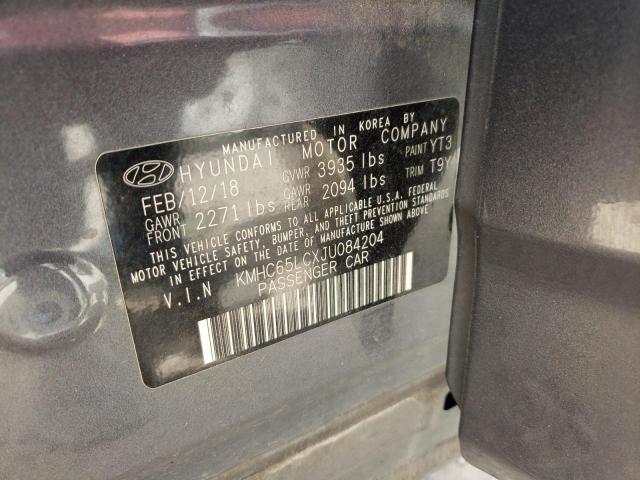 MANUFACTURED IN KOREA BY
HYUNDAI MOTOR COMPANY
FEB/12/18 GVWR 3935 lbs PAINT YT3
GAWR FRONT 2271 lbs GAWR REAR 2094 lbs TRIM T9Y
THIS VEHICLE CONFORMS TO ALL APPLICABLE U.S.A. FEDERAL
MOTOR VEHICLE SAFETY, BUMPER, AND THEFT PREVENTION STANDARDS
IN EFFECT ON THE DATE OF MANUFACTURE SHOWN ABOVE
V.I.N KMHC65LCXJU084204
PASSENGER CAR